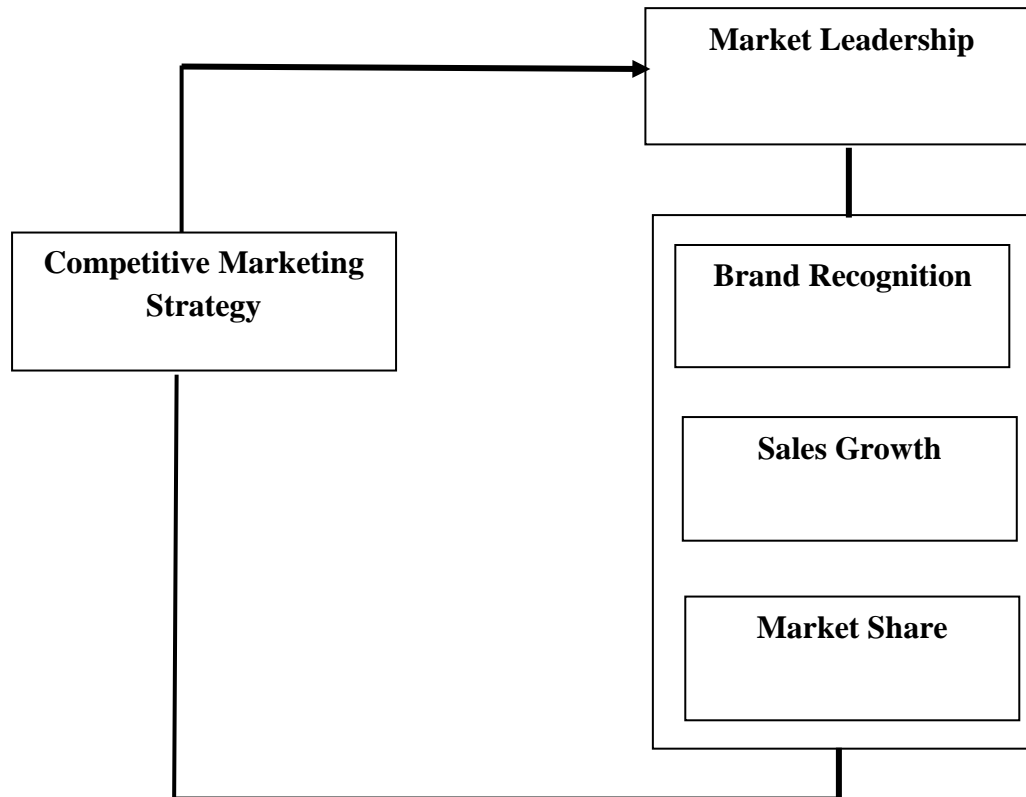 Market Leadership
Competitive Marketing
Strategy
Brand Recognition
Sales Growth
Market Share